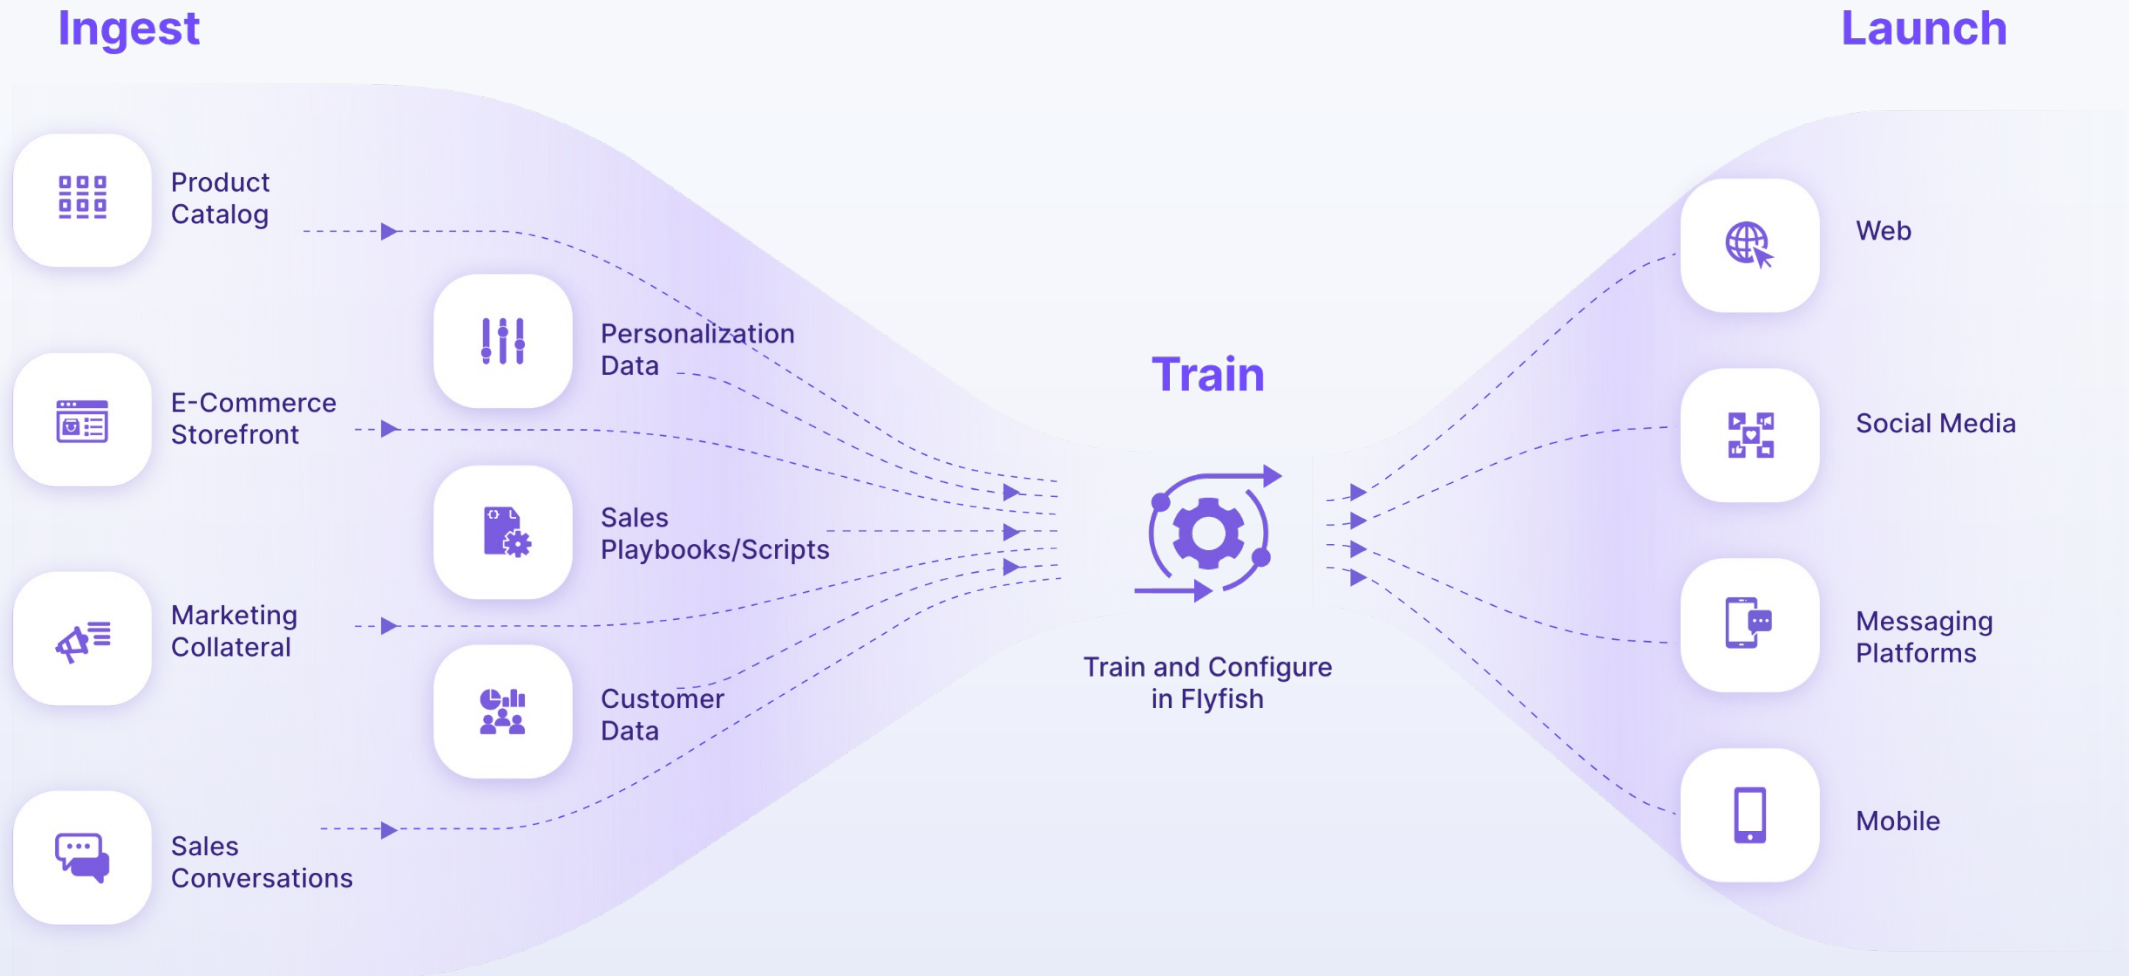 Ingest
Launch
Product
Catalog
Personalization
Data
E-Commerce
Storefront
Sales
Playbooks/Scripts
Marketing
Collateral
Customer
Data
Sales
Conversations
Train
Train and Configure
in Flyfish
Web
Social Media
Messaging
Platforms
Mobile